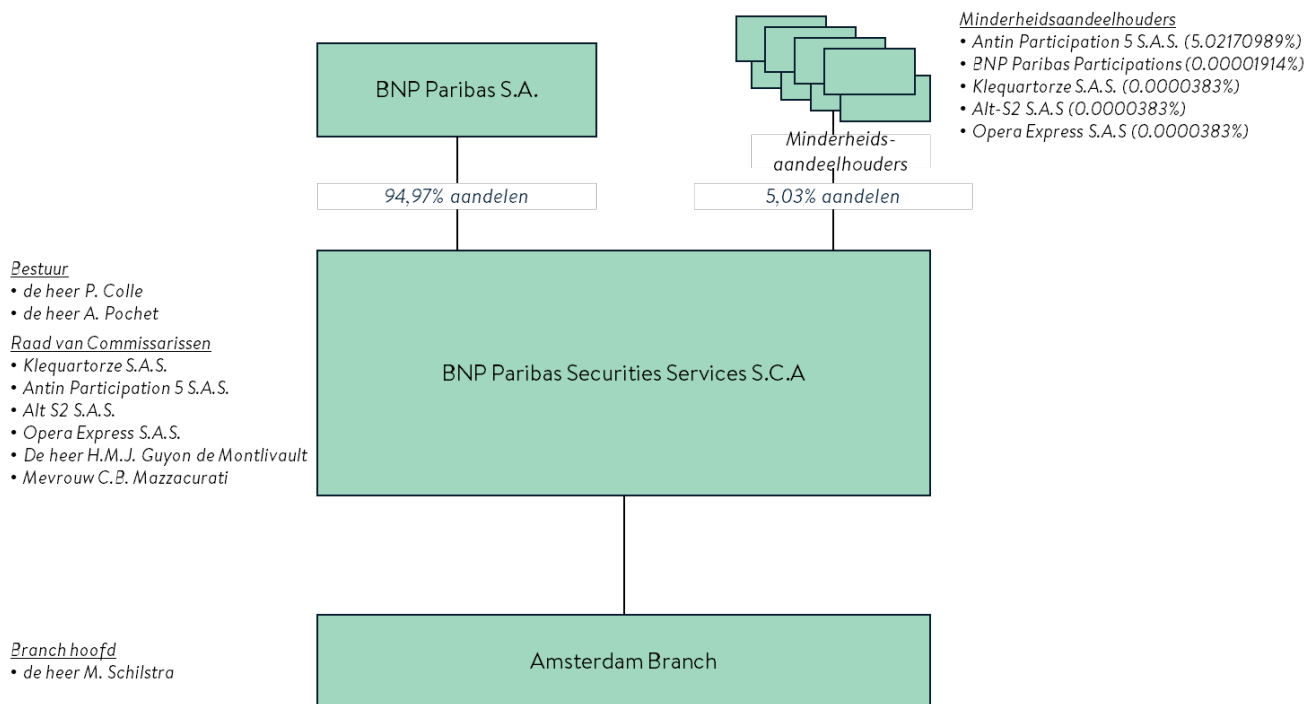 BNP Paribas S.A.
Minderheids-
aandeelhouders
Minderheidsaandeelhouders
• Antin Participation 5 S.A.S. (5.02170989%)
• BNP Paribas Participations (0.00001914%)
• Klequartorze S.A.S. (0.0000383%)
• Alt-S2 S.A.S (0.0000383%)
• Opera Express S.A.S (0.0000383%)
94,97% aandelen
5,03% aandelen
Bestuur
• de heer P. Colle
• de heer A. Pochet
Raad van Commissarissen
• Klequartorze S.A.S.
• Antin Participation 5 S.A.S.
• Alt S2 S.A.S.
• Opera Express S.A.S.
• De heer H.M.J. Guyon de Montlivault
• Mevrouw C.B. Mazzacurati
BNP Paribas Securities Services S.C.A
Branch hoofd
• de heer M. Schilstra
Amsterdam Branch